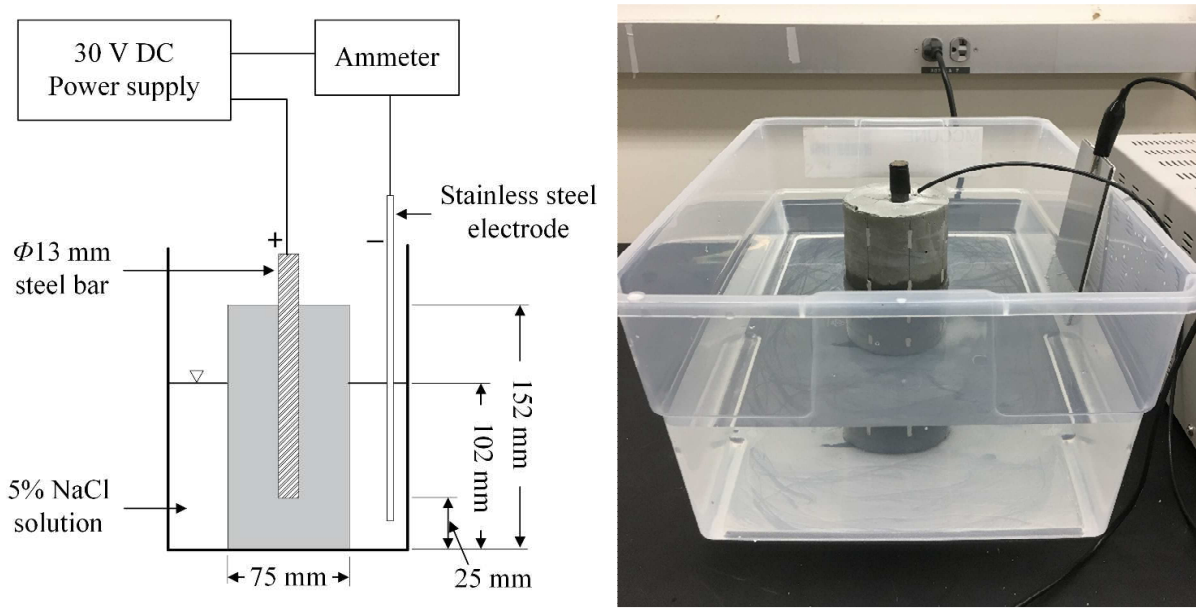 30 V DC
Power supply
Ammeter
Stainless steel
electrode
+
−
Φ13 mm
steel bar
152 mm
102 mm
5% NaCl
solution
25 mm
75 mm